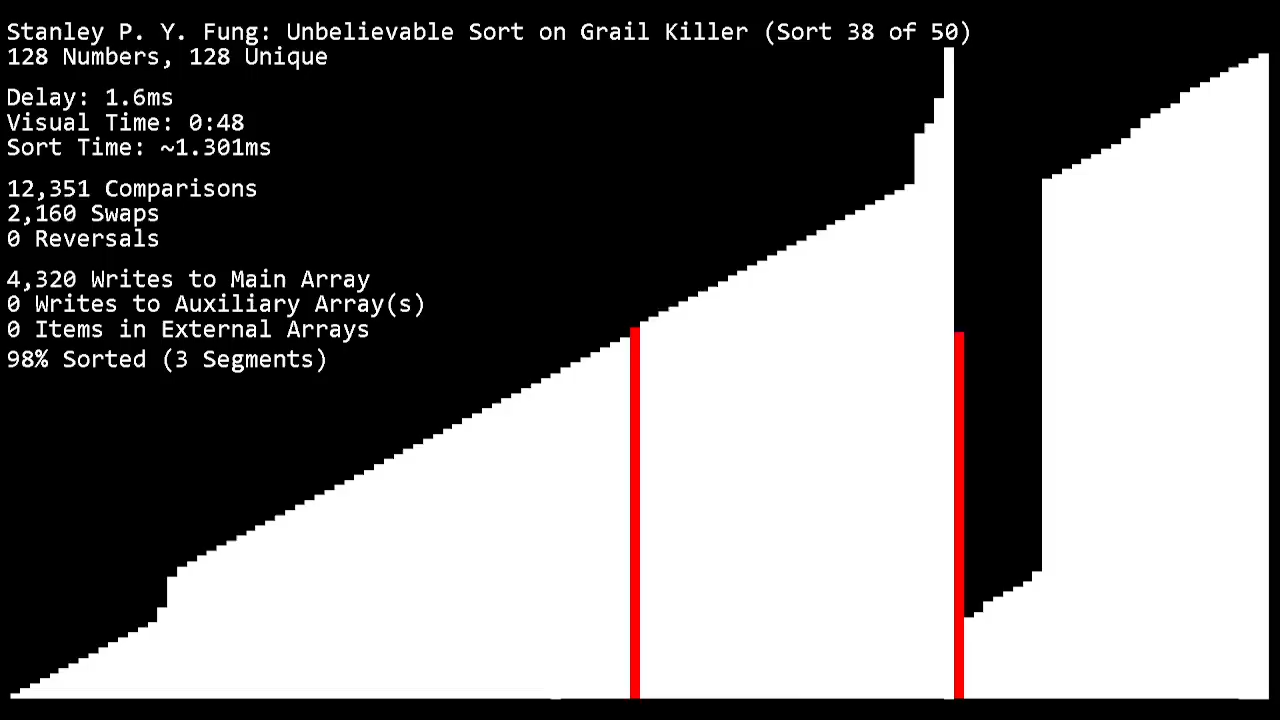 Stanley P. Y. Fung: Unbelievable Sort on Grail Killer (Sort 38 of 50)
128 Numbers, 128 Unique
Delay: 1.6ms
Visual Time: 0:48
Sort Time: ~1.301ms
12,351 Comparisons
2,160 Swaps
0 Reversals
4,320 Writes to Main Array
0 Writes to Auxiliary Array(s)
0 Items in External Arrays
98% Sorted (3 Segments)